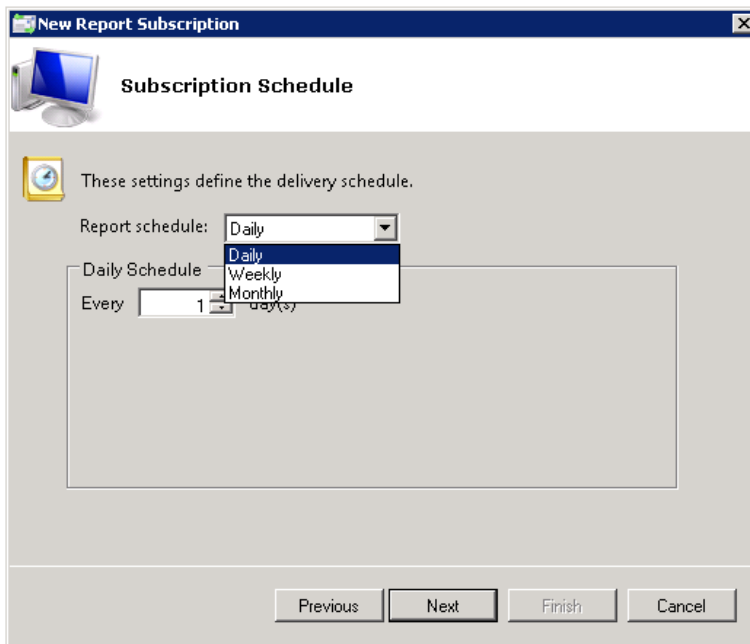 New Report Subscription
Subscription Schedule
These settings define the delivery schedule.
Report schedule: Daily
Daily
Weekly
Monthly
Daily Schedule
Every 1 day(s)
Previous Next Finish Cancel